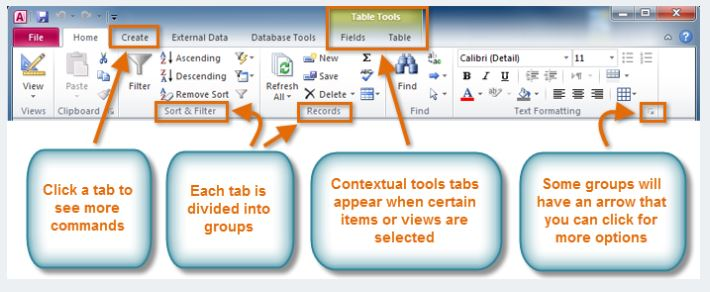 Table Tools
File Home Create External Data Database Tools Fields Table
View
Paste
Filter
Ascending
Descending
Remove Sort
Refresh
All
New
Save
Delete
Σ
Find
Calibri (Detail) 11
B I U
A
Views Clipboard Sort & Filter Records Find Text Formatting
Click a tab to
see more
commands
Each tab is
divided into
groups
Contextual tools tabs
appear when certain
items or views are
selected
Some groups will
have an arrow that
you can click for
more options